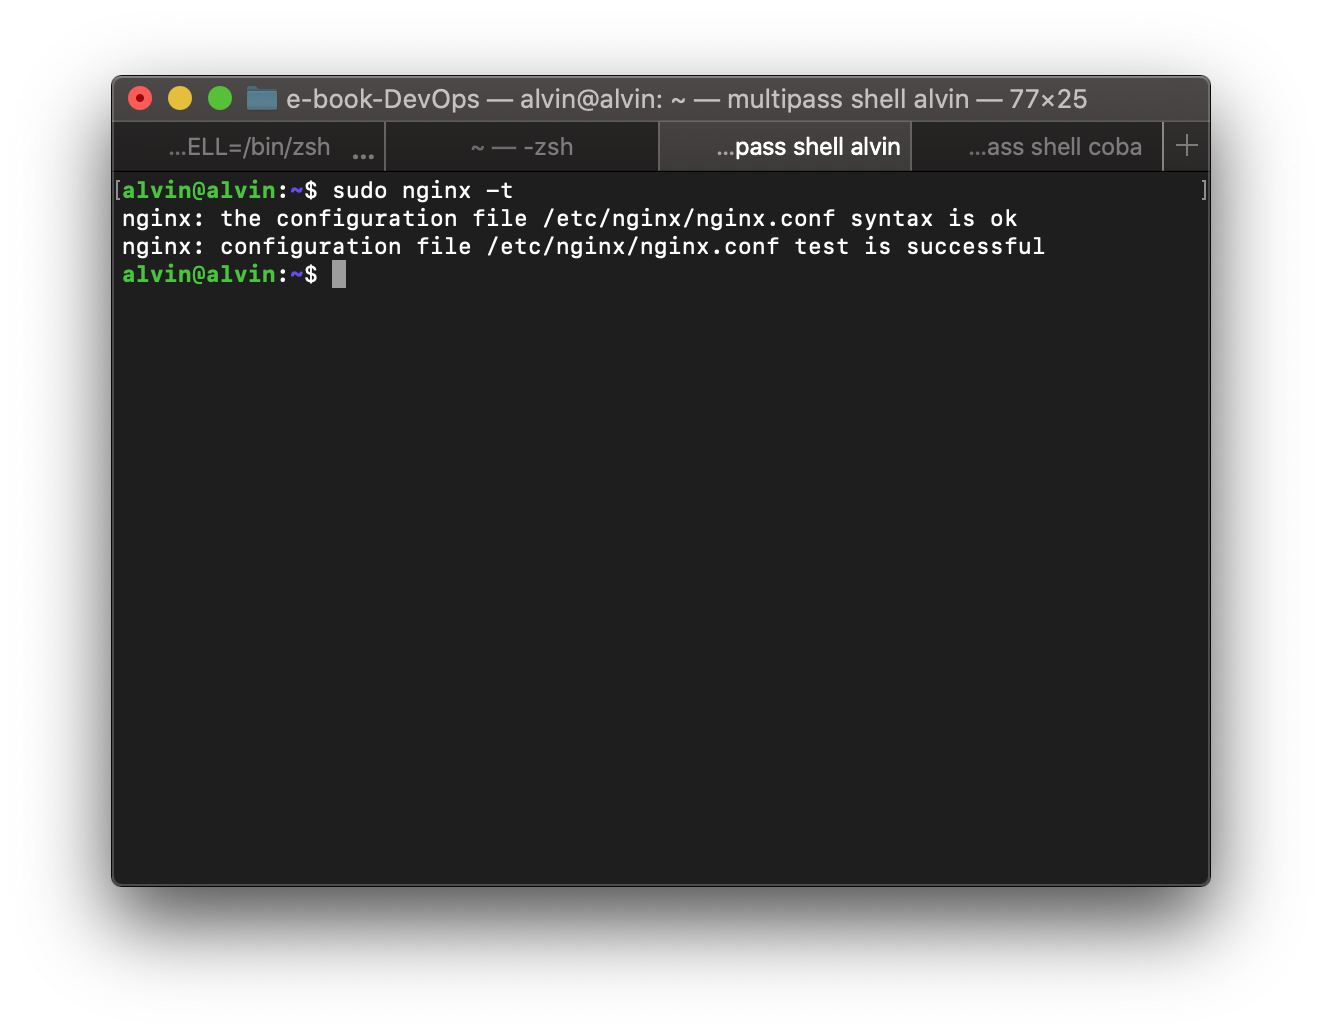 e-book-DevOps — alvin@alvin: ~ — multipass shell alvin — 77×25
...ELL=/bin/zsh ... ~ — -zsh ...pass shell alvin ...ass shell coba +
[alvin@alvin:~$ sudo nginx -t ]
nginx: the configuration file /etc/nginx/nginx.conf syntax is ok
nginx: configuration file /etc/nginx/nginx.conf test is successful
alvin@alvin:~$